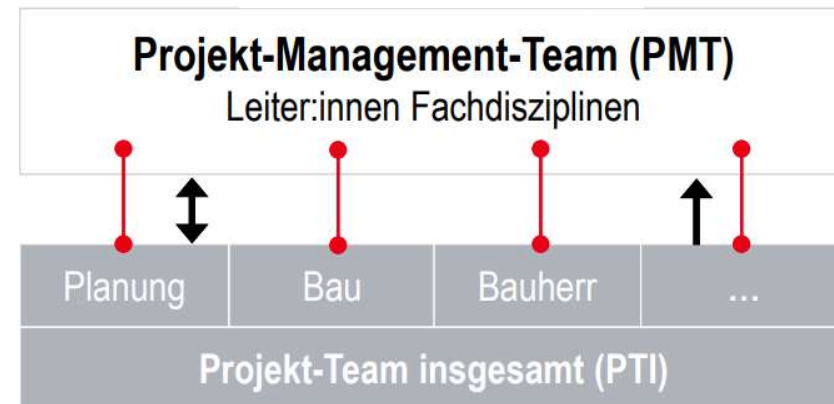 Projekt-Management-Team (PMT)
Leiter:innen Fachdisziplinen
Planung Bau Bauherr ...
Projekt-Team insgesamt (PTI)